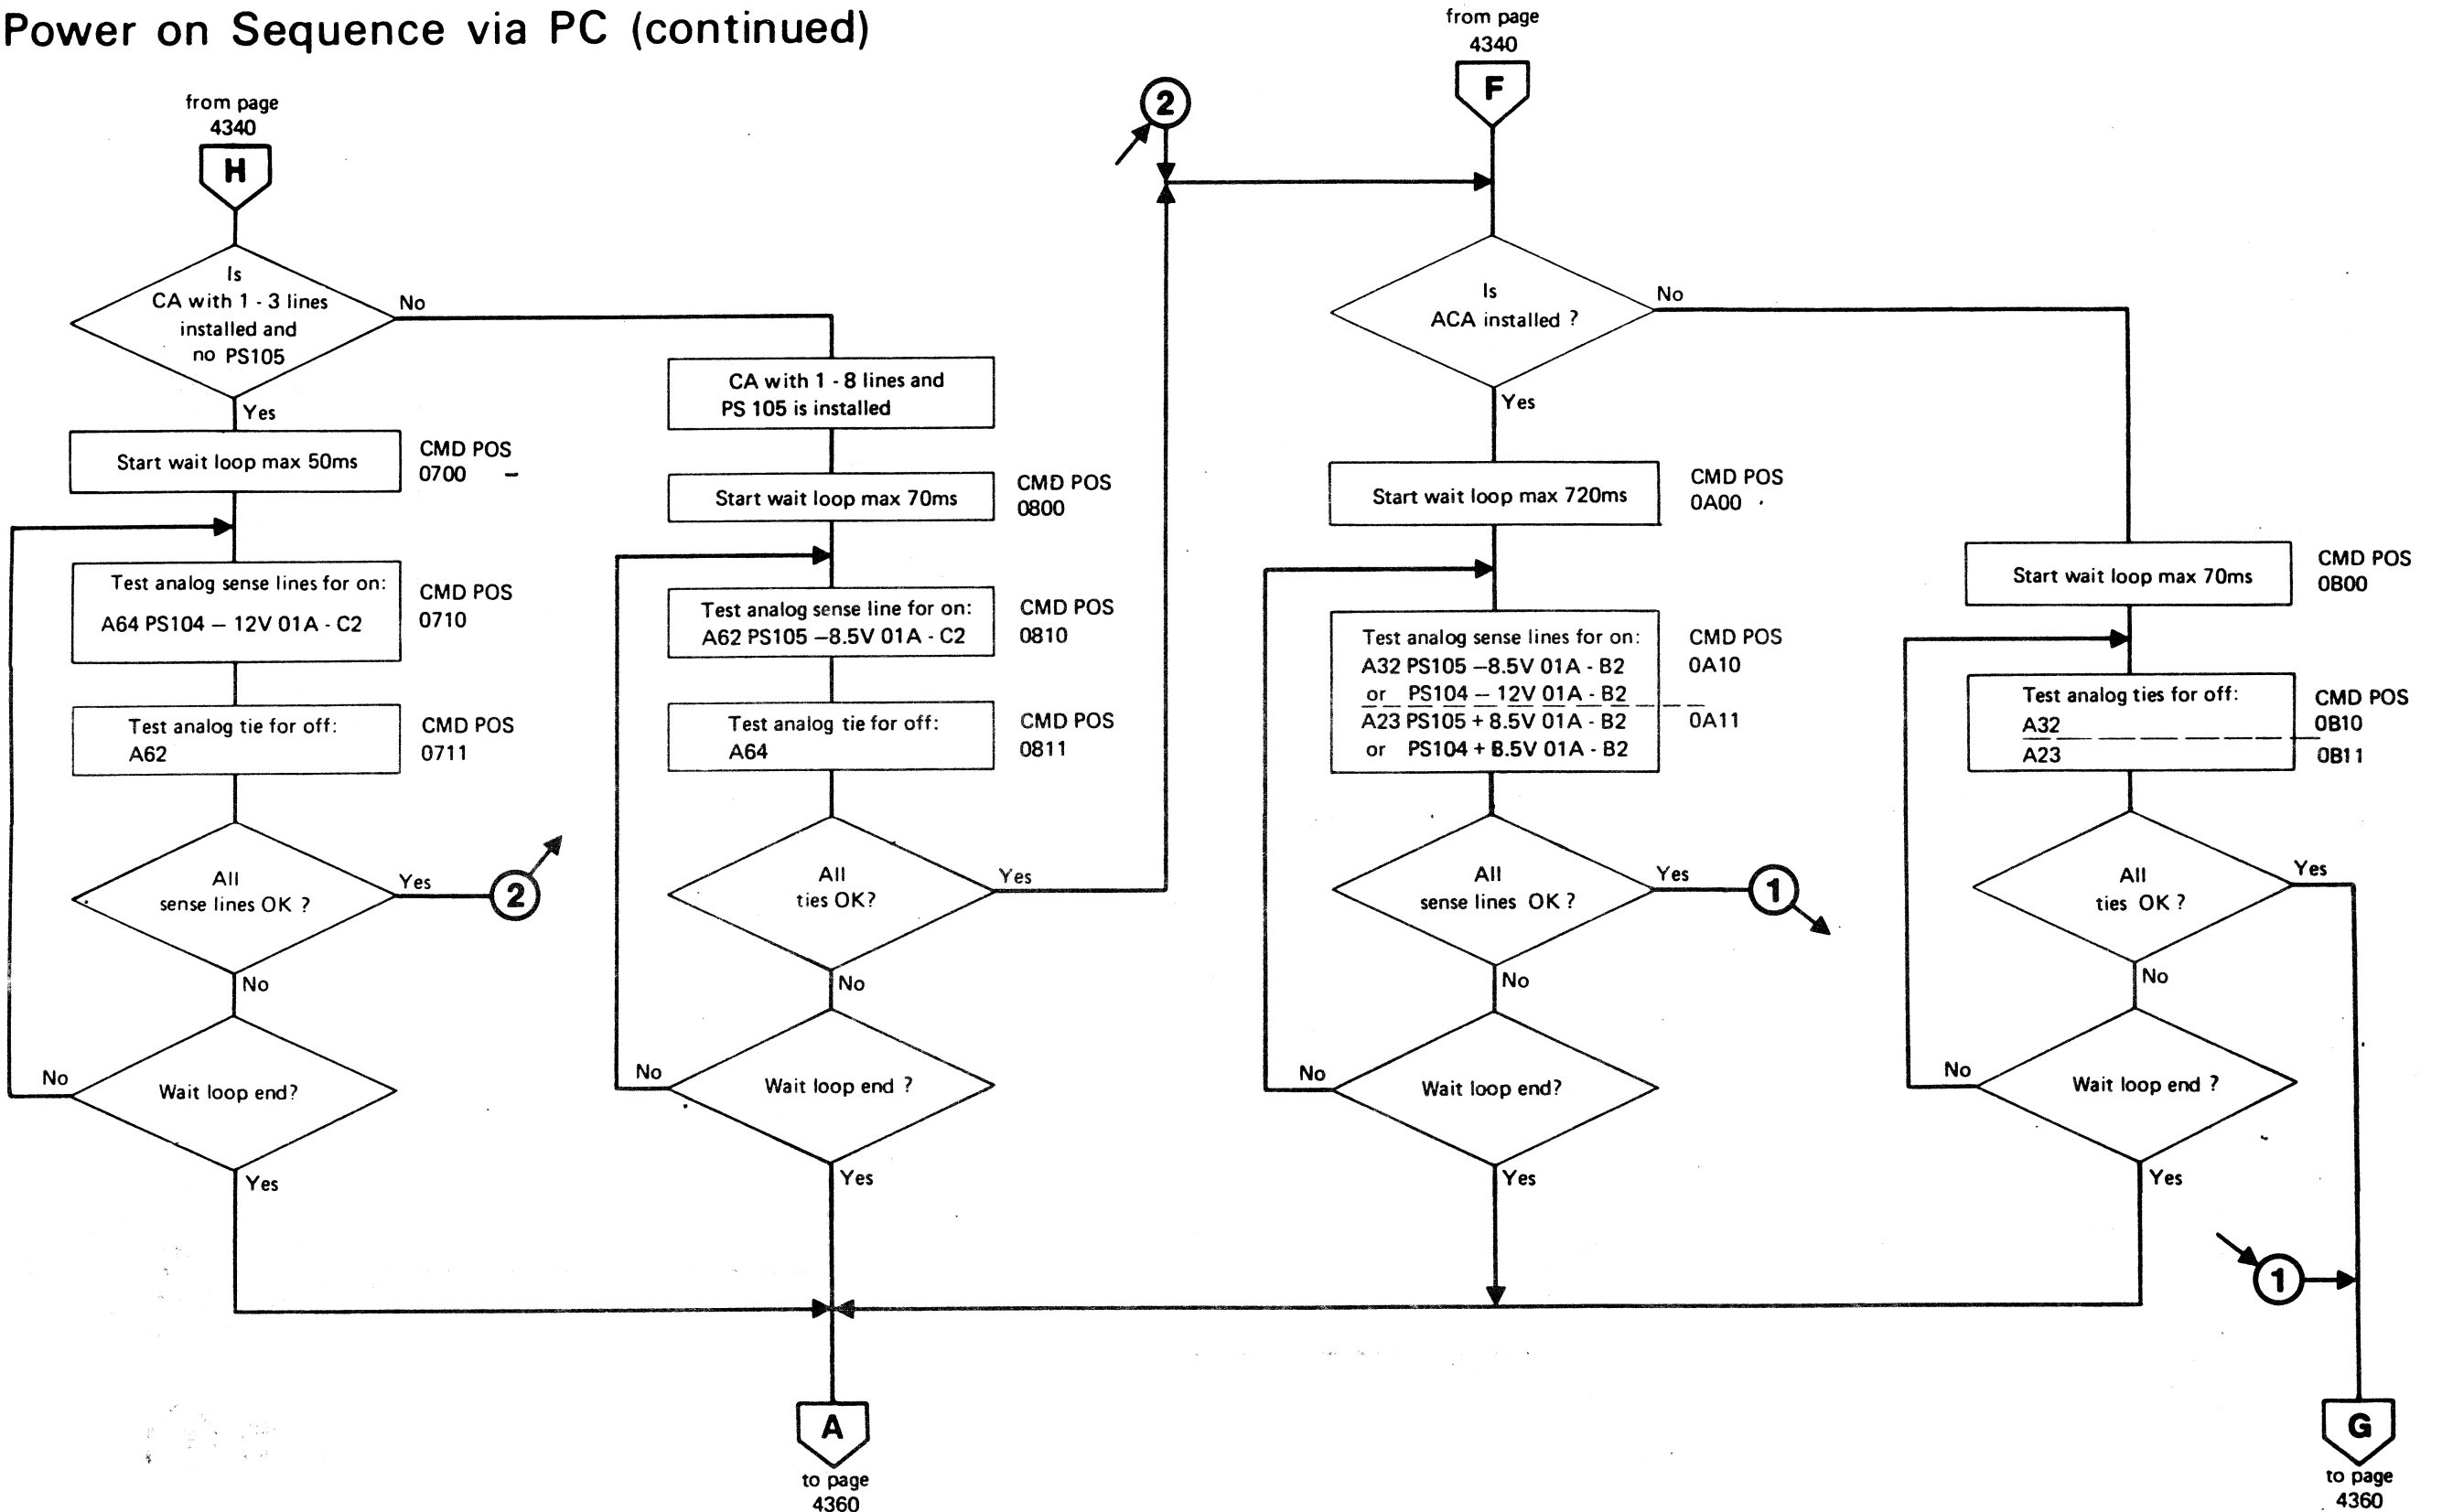 Power on Sequence via PC (continued)
from page
4340
H
Is
CA with 1 - 3 lines
installed and
no PS105
No
Yes
Start wait loop max 50ms
CMD POS
0700 –
Test analog sense lines for on:
A64 PS104 – 12V 01A - C2
CMD POS
0710
Test analog tie for off:
A62
CMD POS
0711
All
sense lines OK ?
Yes
2
No
Wait loop end?
No
Yes
CA with 1 - 8 lines and
PS 105 is installed
Start wait loop max 70ms
CMD POS
0800
Test analog sense line for on:
A62 PS105 –8.5V 01A - C2
CMD POS
0810
Test analog tie for off:
A64
CMD POS
0811
All
ties OK?
Yes
No
Wait loop end ?
No
Yes
A
to page
4360
2
from page
4340
F
Is
ACA installed ?
No
Yes
Start wait loop max 720ms
CMD POS
0A00
Test analog sense lines for on:
A32 PS105 –8.5V 01A - B2
or PS104 – 12V 01A - B2
A23 PS105 + 8.5V 01A - B2
or PS104 + 8.5V 01A - B2
CMD POS
0A10
0A11
All
sense lines OK ?
Yes
1
No
Wait loop end?
No
Yes
Start wait loop max 70ms
CMD POS
0B00
Test analog ties for off:
A32
A23
CMD POS
0B10
0B11
All
ties OK ?
Yes
No
Wait loop end ?
No
Yes
1
G
to page
4360